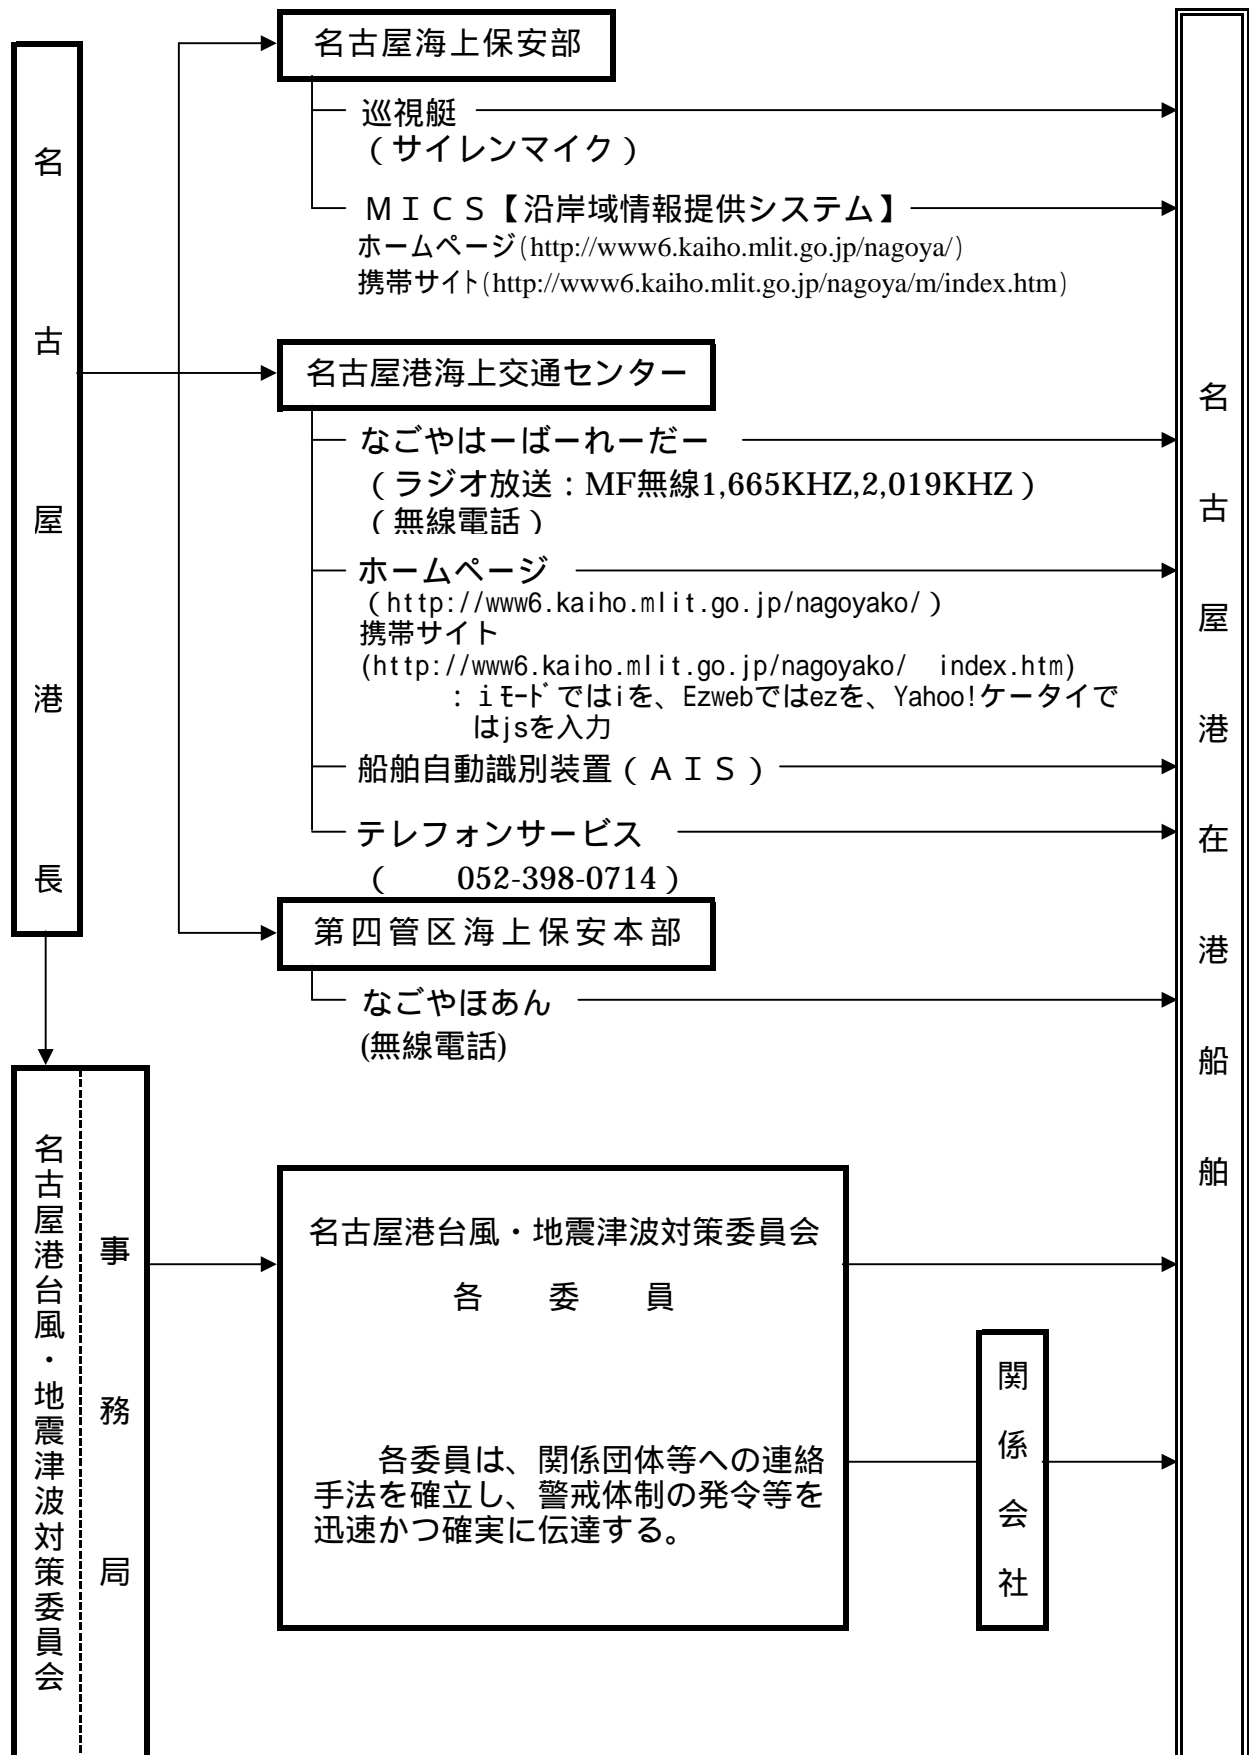 名古屋港長
名古屋海上保安部
巡視艇
（サイレンマイク）
ＭＩＣＳ【沿岸域情報提供システム】
ホームページ(http://www6.kaiho.mlit.go.jp/nagoya/)
携帯サイト(http://www6.kaiho.mlit.go.jp/nagoya/m/index.htm)
名古屋港海上交通センター
なごやはーばーれーだー
（ラジオ放送：MF無線1,665KHZ,2,019KHZ）
（無線電話）
ホームページ
（http://www6.kaiho.mlit.go.jp/nagoyako/）
携帯サイト
(http://www6.kaiho.mlit.go.jp/nagoyako/　index.htm)
：ｉﾓｰﾄﾞではiを、Ezwebではezを、Yahoo!ケータイで
はjsを入力
船舶自動識別装置（ＡＩＳ）
テレフォンサービス
（　　052-398-0714）
第四管区海上保安本部
なごやほあん
(無線電話)
名古屋港台風・地震津波対策委員会
事務局
名古屋港台風・地震津波対策委員会
各　委　員
各委員は、関係団体等への連絡
手法を確立し、警戒体制の発令等を
迅速かつ確実に伝達する。
関係会社
名古屋港在港船舶